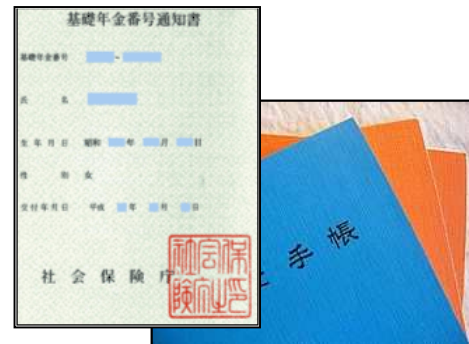 基礎年金番号通知書
基礎年金番号 -
氏 名
生年月日 昭和 年 月 日
性 別 女
交付年月日 平成 年 月 日
社会保険庁
手帳